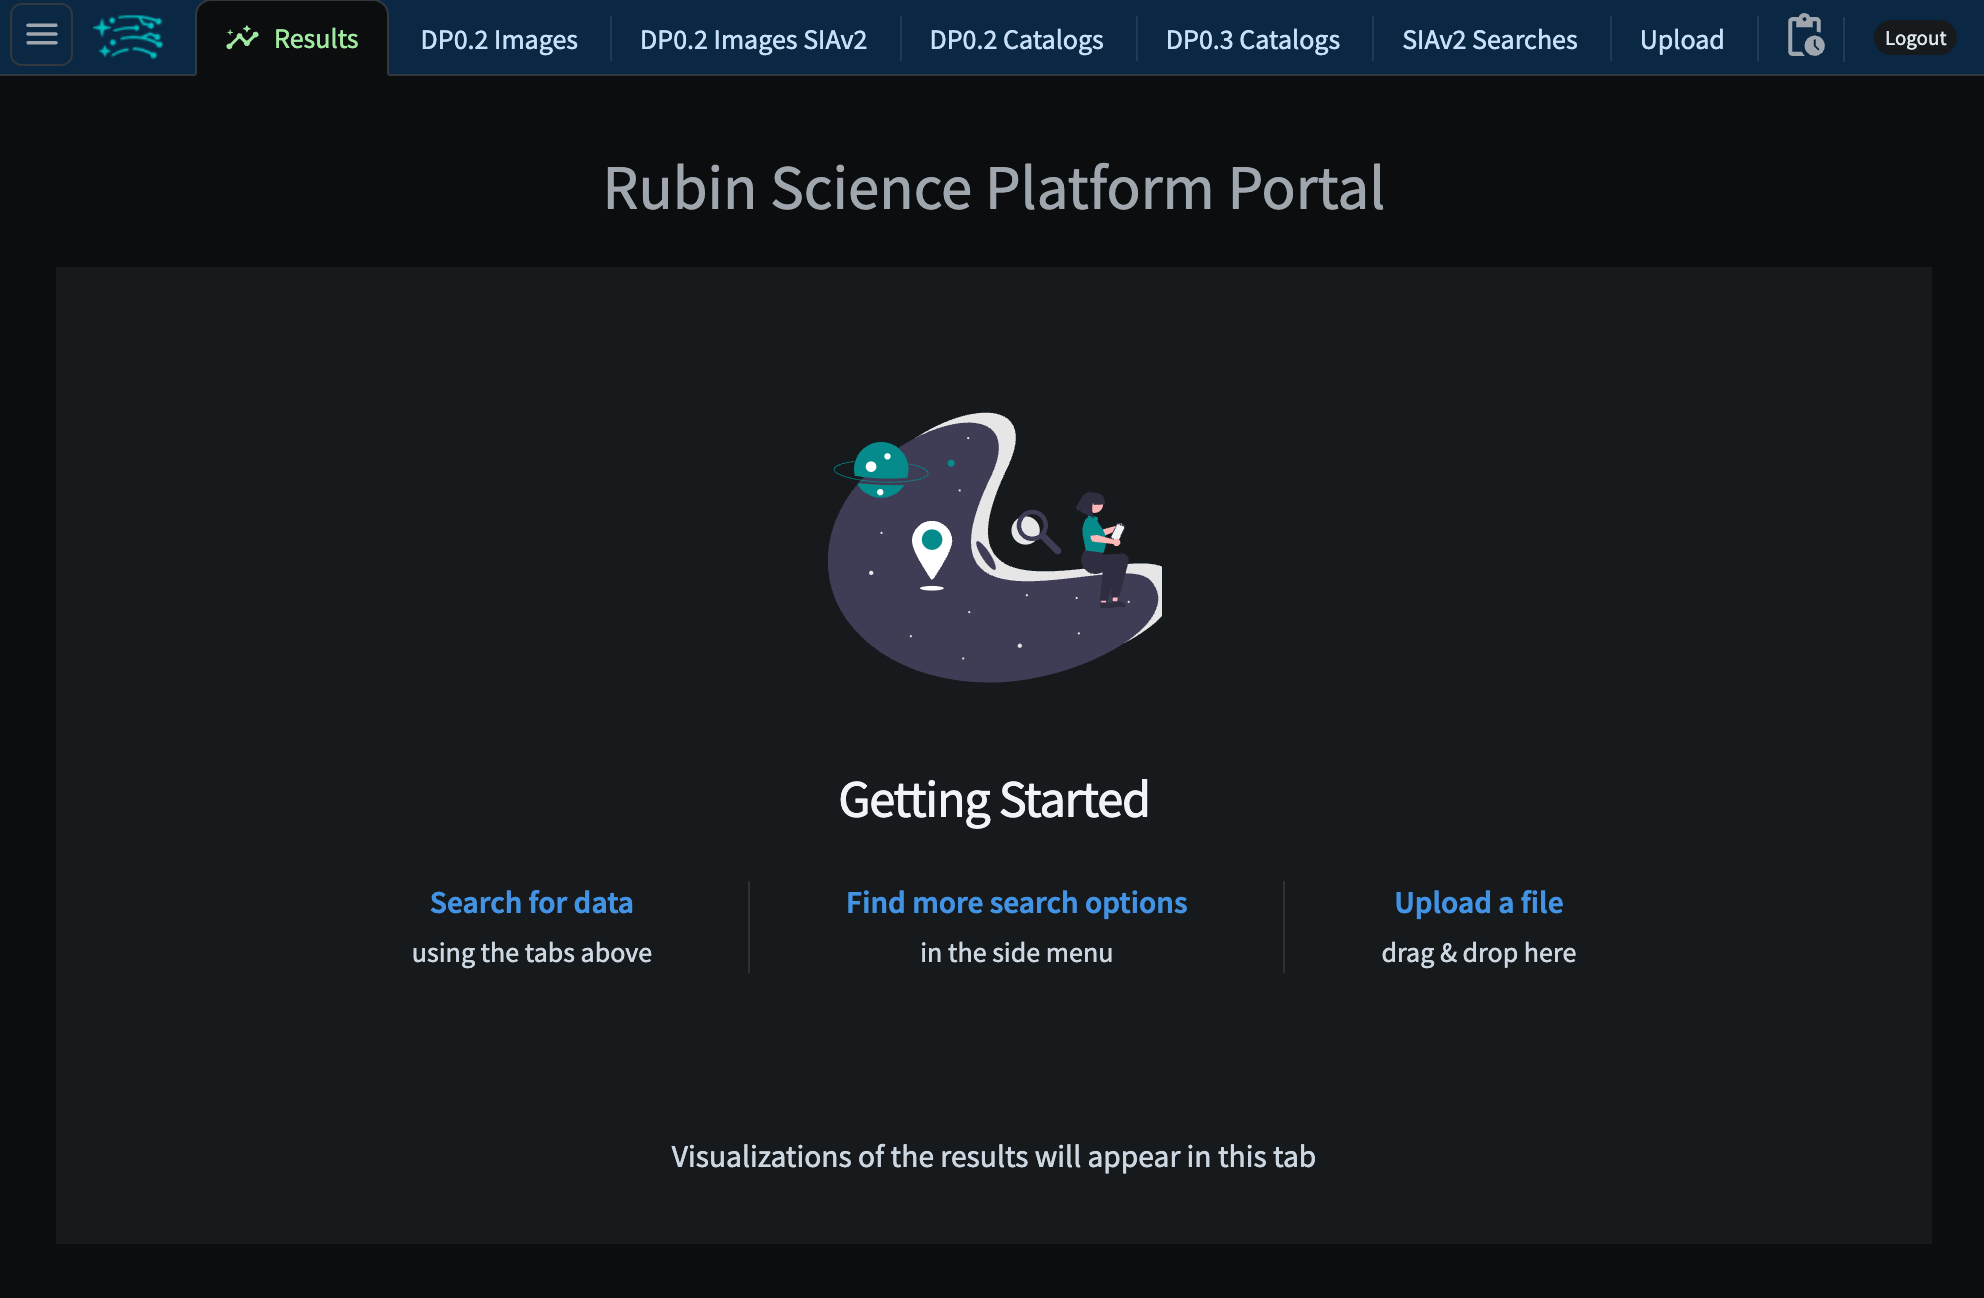 Results
DP0.2 Images
DP0.2 Images SIAv2
DP0.2 Catalogs
DP0.3 Catalogs
SIAv2 Searches
Upload
Logout
Rubin Science Platform Portal
Getting Started
Search for data
using the tabs above
Find more search options
in the side menu
Upload a file
drag & drop here
Visualizations of the results will appear in this tab